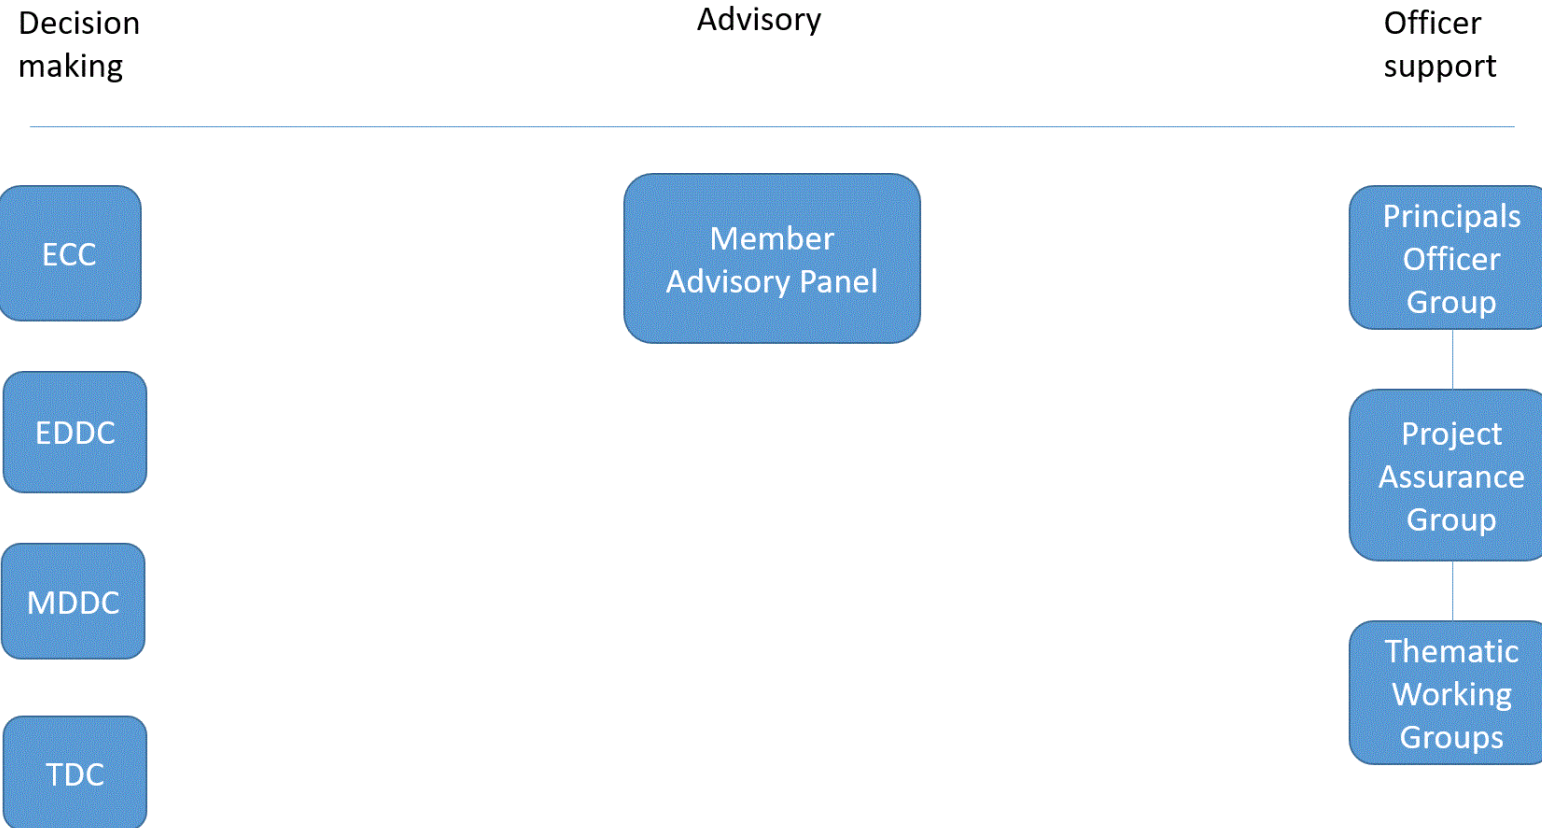 Decision
making
Advisory
Officer
support
ECC
EDDC
MDDC
TDC
Member
Advisory Panel
Principals
Officer
Group
Project
Assurance
Group
Thematic
Working
Groups